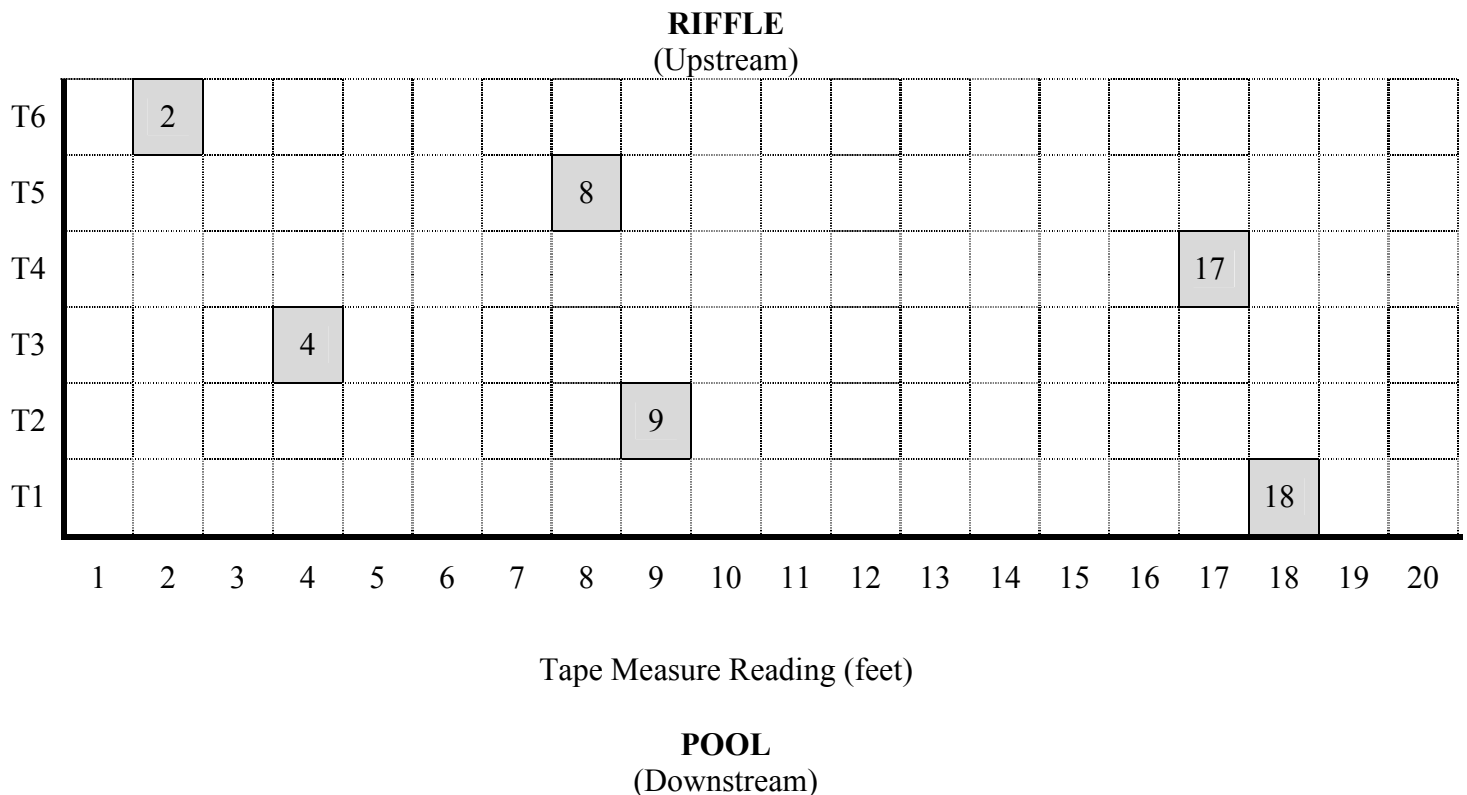 RIFFLE
(Upstream)
T6 2
T5 8
T4 17
T3 4
T2 9
T1 18
1 2 3 4 5 6 7 8 9 10 11 12 13 14 15 16 17 18 19 20
Tape Measure Reading (feet)
POOL
(Downstream)